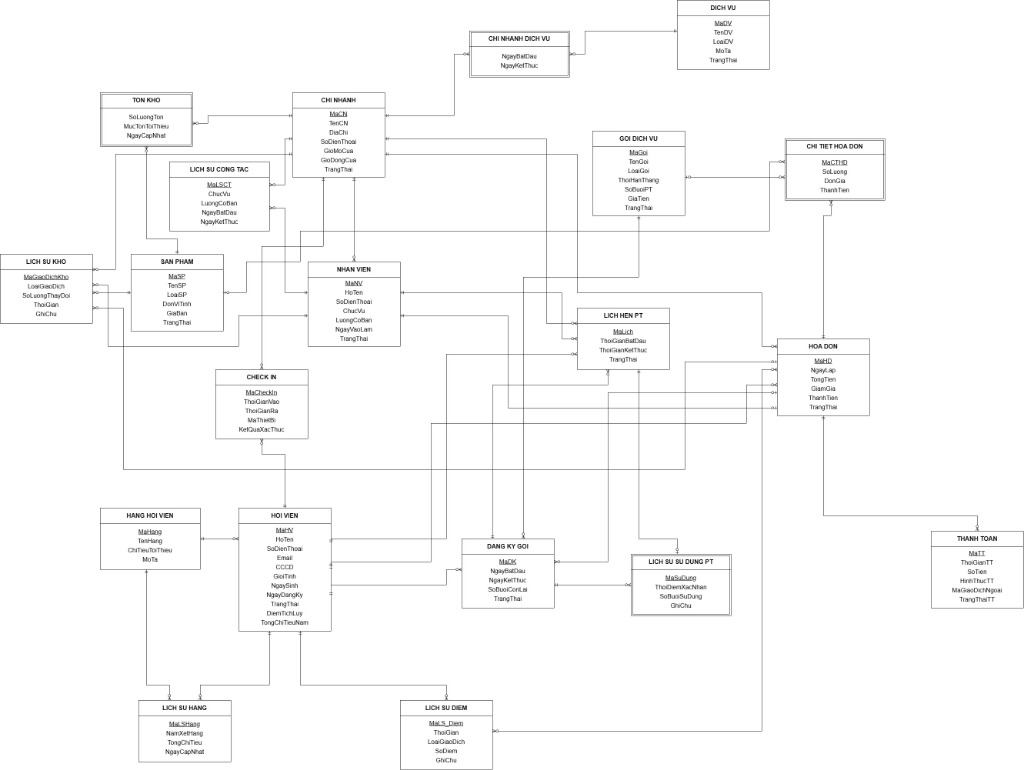 DICH VU
MaDV
TenDV
LoaiDV
MoTa
TrangThai
CHI NHANH DICH VU
NgayBatDau
NgayKetThuc
TON KHO
SoLuongTon
MucTonToiThieu
NgayCapNhat
CHI NHANH
MaCN
TenCN
DiaChi
SoDienThoai
GioMoCua
GioDongCua
TrangThai
GOI DICH VU
MaGoi
TenGoi
LoaiGoi
ThoiHanThang
SoBuoiPT
GiaTien
TrangThai
CHI TIET HOA DON
MaCTHD
SoLuong
DonGia
ThanhTien
LICH SU CONG TAC
MaLSCT
ChucVu
LuongCoBan
NgayBatDau
NgayKetThuc
LICH SU KHO
MaGiaoDichKho
LoaiGiaoDich
SoLuongThayDoi
ThoiGian
GhiChu
SAN PHAM
MaSP
TenSP
LoaiSP
DonViTinh
GiaBan
TrangThai
NHAN VIEN
MaNV
HoTen
SoDienThoai
ChucVu
LuongCoBan
NgayVaoLam
TrangThai
LICH HEN PT
MaLich
ThoiGianBatDau
ThoiGianKetThuc
TrangThai
HOA DON
MaHD
NgayLap
TongTien
GiamGia
ThanhTien
TrangThai
CHECK IN
MaCheckIn
ThoiGianVao
ThoiGianRa
MaThietBi
KetQuaXacThuc
HANG HOI VIEN
MaHang
TenHang
ChiTieuToiThieu
MoTa
HOI VIEN
MaHV
HoTen
SoDienThoai
Email
CCCD
GioiTinh
NgaySinh
NgayDangKy
TrangThai
DiemTichLuy
TongChiTieuNam
DANG KY GOI
MaDK
NgayBatDau
NgayKetThuc
SoBuoiConLai
TrangThai
LICH SU SU DUNG PT
MaSuDung
ThoiDiemXacNhan
SoBuoiSuDung
GhiChu
THANH TOAN
MaTT
ThoiGianTT
SoTien
HinhThucTT
MaGiaoDichNgoai
TrangThaiTT
LICH SU HANG
MaLSHang
NamXetHang
TongChiTieu
NgayCapNhat
LICH SU DIEM
MaLS_Diem
ThoiGian
LoaiGiaoDich
SoDiem
GhiChu